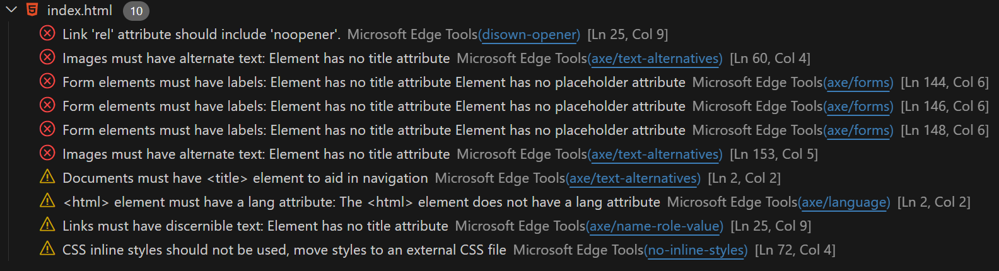 index.html 10
Link 'rel' attribute should include 'noopener'. Microsoft Edge Tools(disown-opener) [Ln 25, Col 9]
Images must have alternate text: Element has no title attribute Microsoft Edge Tools(axe/text-alternatives) [Ln 60, Col 4]
Form elements must have labels: Element has no title attribute Element has no placeholder attribute Microsoft Edge Tools(axe/forms) [Ln 144, Col 6]
Form elements must have labels: Element has no title attribute Element has no placeholder attribute Microsoft Edge Tools(axe/forms) [Ln 146, Col 6]
Form elements must have labels: Element has no title attribute Element has no placeholder attribute Microsoft Edge Tools(axe/forms) [Ln 148, Col 6]
Images must have alternate text: Element has no title attribute Microsoft Edge Tools(axe/text-alternatives) [Ln 153, Col 5]
Documents must have <title> element to aid in navigation Microsoft Edge Tools(axe/text-alternatives) [Ln 2, Col 2]
<html> element must have a lang attribute: The <html> element does not have a lang attribute Microsoft Edge Tools(axe/language) [Ln 2, Col 2]
Links must have discernible text: Element has no title attribute Microsoft Edge Tools(axe/name-role-value) [Ln 25, Col 9]
CSS inline styles should not be used, move styles to an external CSS file Microsoft Edge Tools(no-inline-styles) [Ln 72, Col 4]